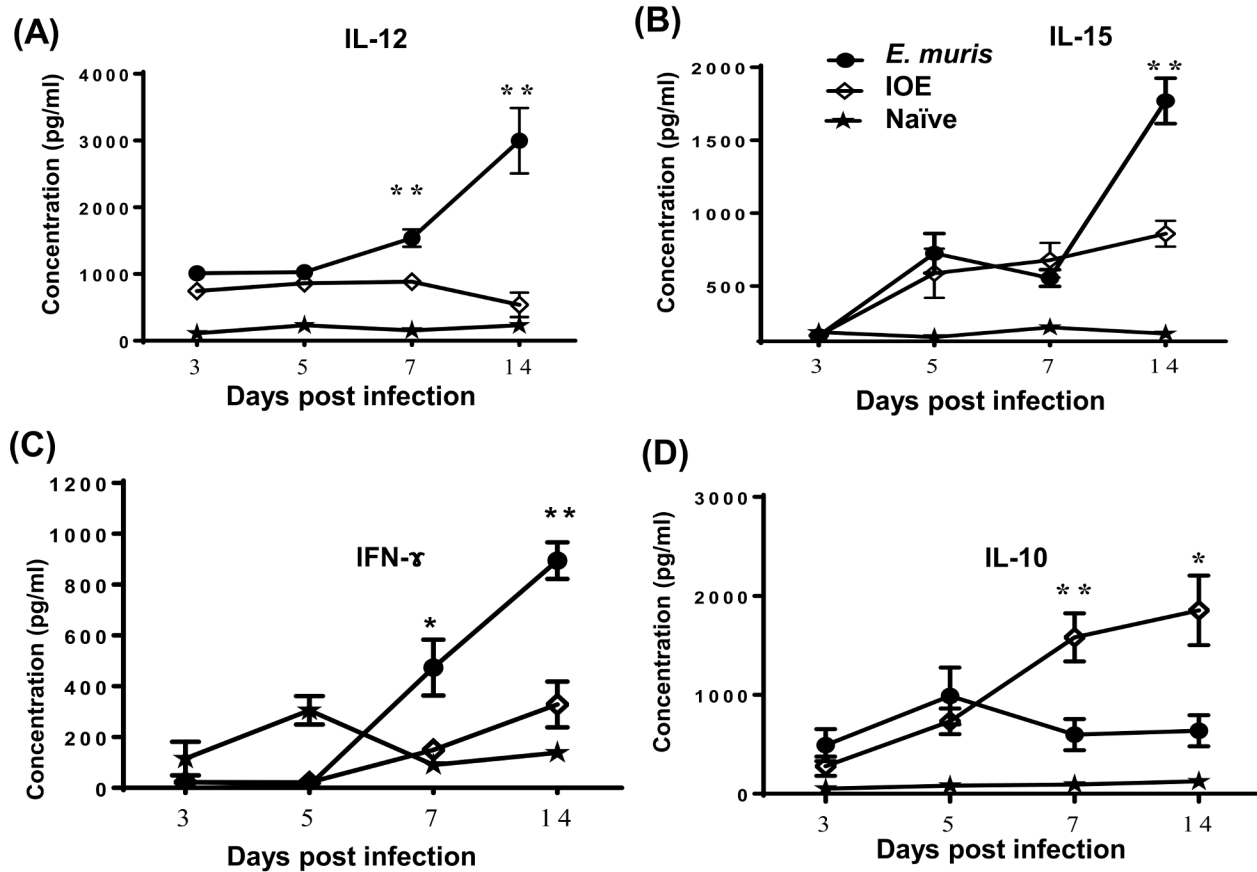 (A)
IL-12
Concentration (pg/ml)
4000
3000
2000
1000
0
* *
* *
3 5 7 14
Days post infection
(B)
IL-15
E. muris
IOE
Naïve
Concentration (pg/ml)
2000
1500
1000
500
* *
3 5 7 14
Days post infection
(C)
IFN-ɤ
Concentration (pg/ml)
1200
1000
800
600
400
200
0
*
* *
3 5 7 14
Days post infection
(D)
IL-10
Concentration (pg/ml)
3000
2000
1000
0
* *
*
3 5 7 14
Days post infection